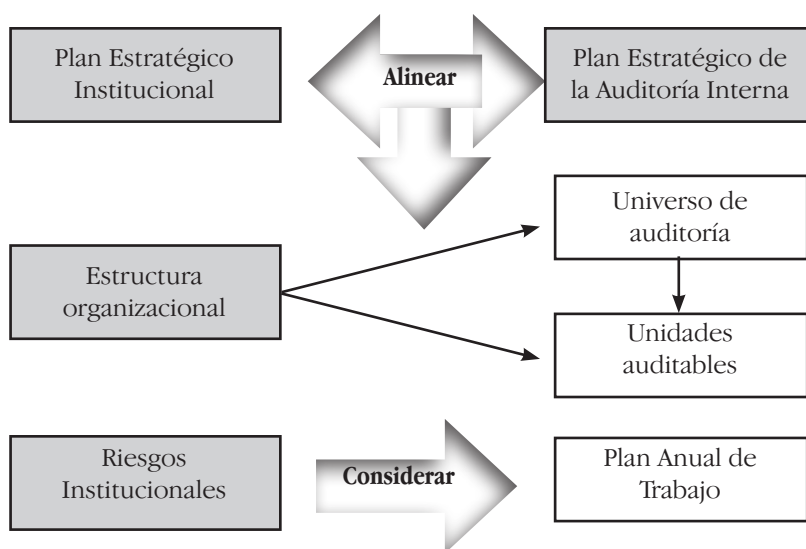 Plan Estratégico
Institucional
Alinear
Plan Estratégico de
la Auditoría Interna
Estructura
organizacional
Universo de
auditoría
Unidades
auditables
Riesgos
Institucionales
Considerar
Plan Anual de
Trabajo